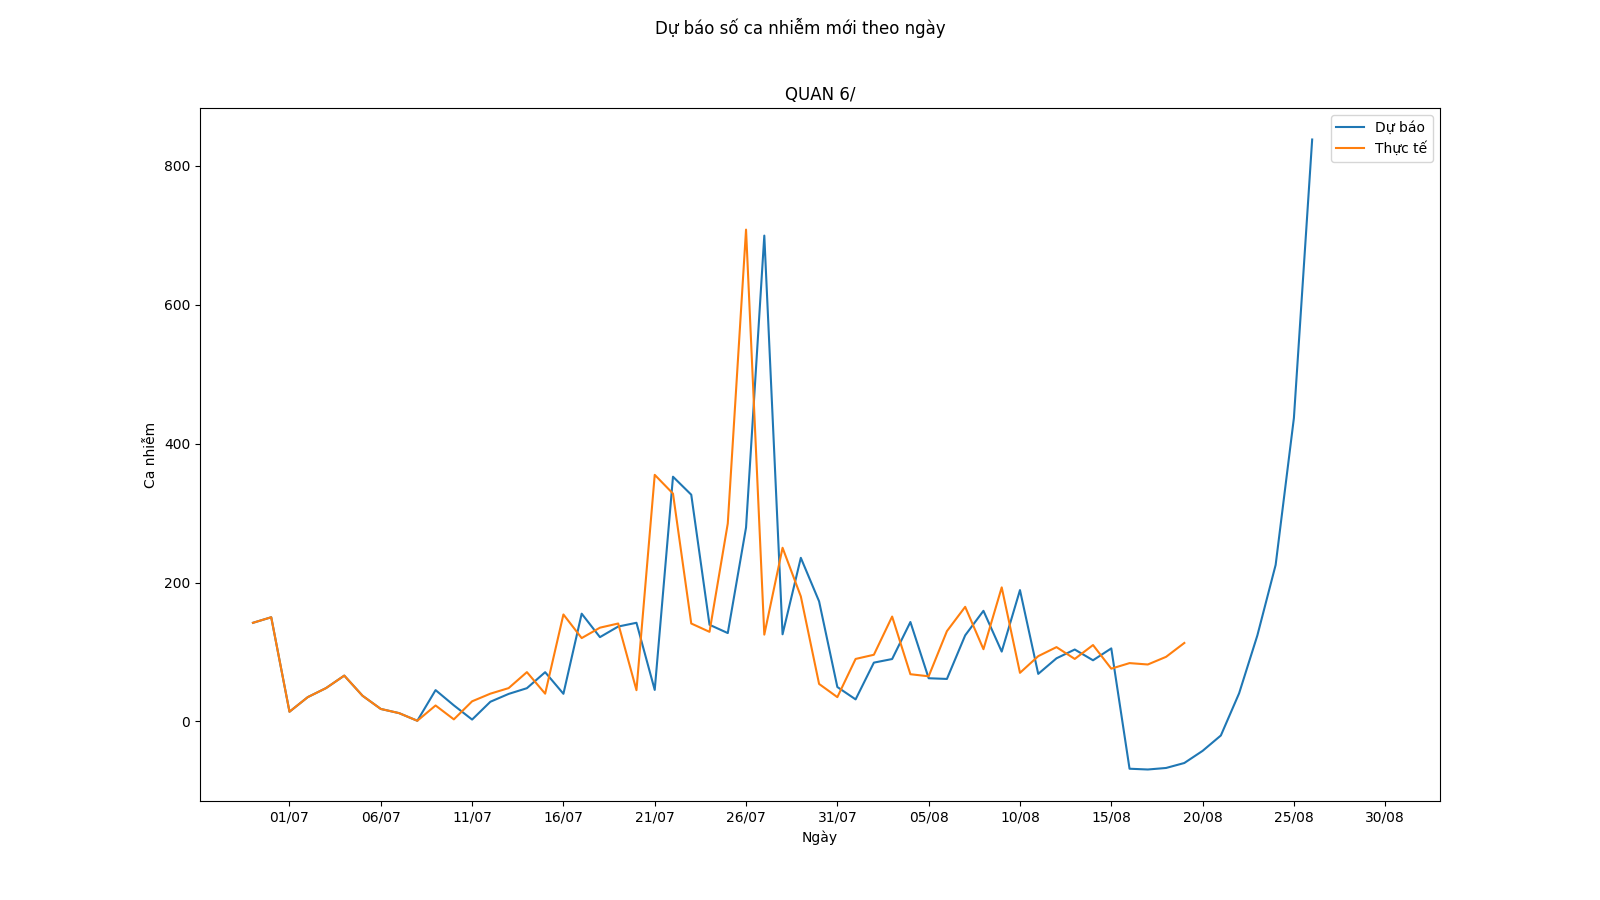 Dự báo số ca nhiễm mới theo ngày
QUAN 6/
Dự báo
Thực tế
800
600
400
200
0
Ca nhiễm
01/07 06/07 11/07 16/07 21/07 26/07 31/07 05/08 10/08 15/08 20/08 25/08 30/08
Ngày